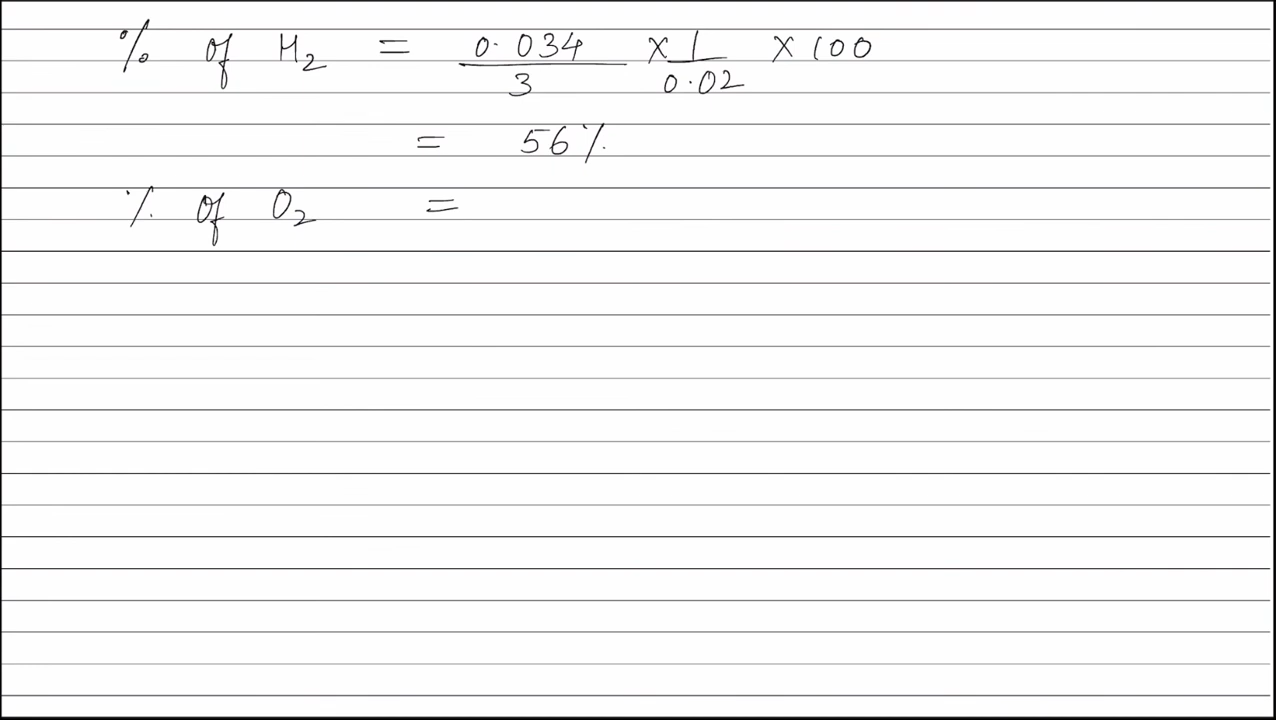 % of H₂ = 0.034/3 × 1/0.02 × 100
= 56%
% of O₂ =